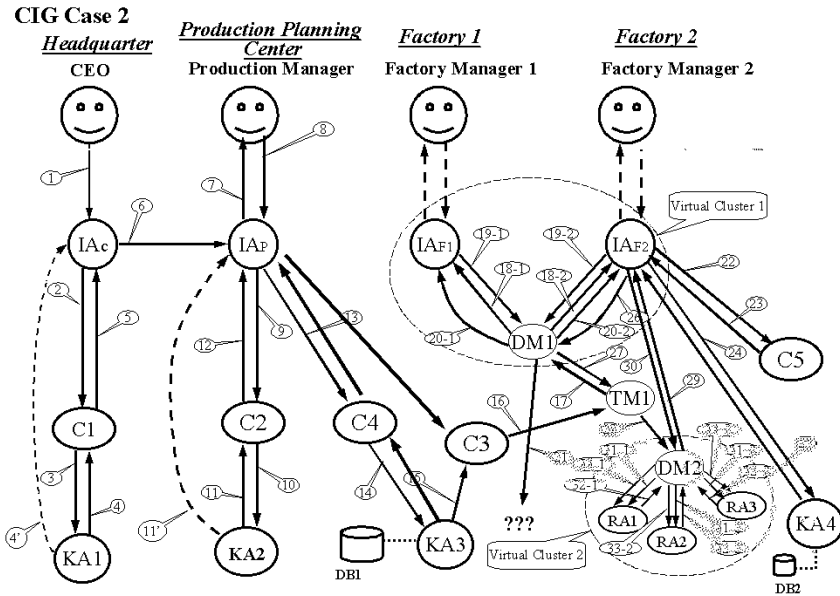 CIG Case 2
Headquarter
Production Planning Center
Factory 1
Factory 2
CEO
Production Manager
Factory Manager 1
Factory Manager 2
1
6
7
8
Virtual Cluster 1
IAc
IAP
IAF1
IAF2
19-1
19-2
18-1
18-2
22
2
5
12
9
13
20-1
20-2
26
23
DM1
27
30
24
C5
17
TM1
29
C1
C2
C4
C3
16
3
4
11
10
14
15
DM2
4'
11'
KA1
KA2
KA3
KA4
???
RA1
RA2
RA3
33-2
DB1
Virtual Cluster 2
DB2